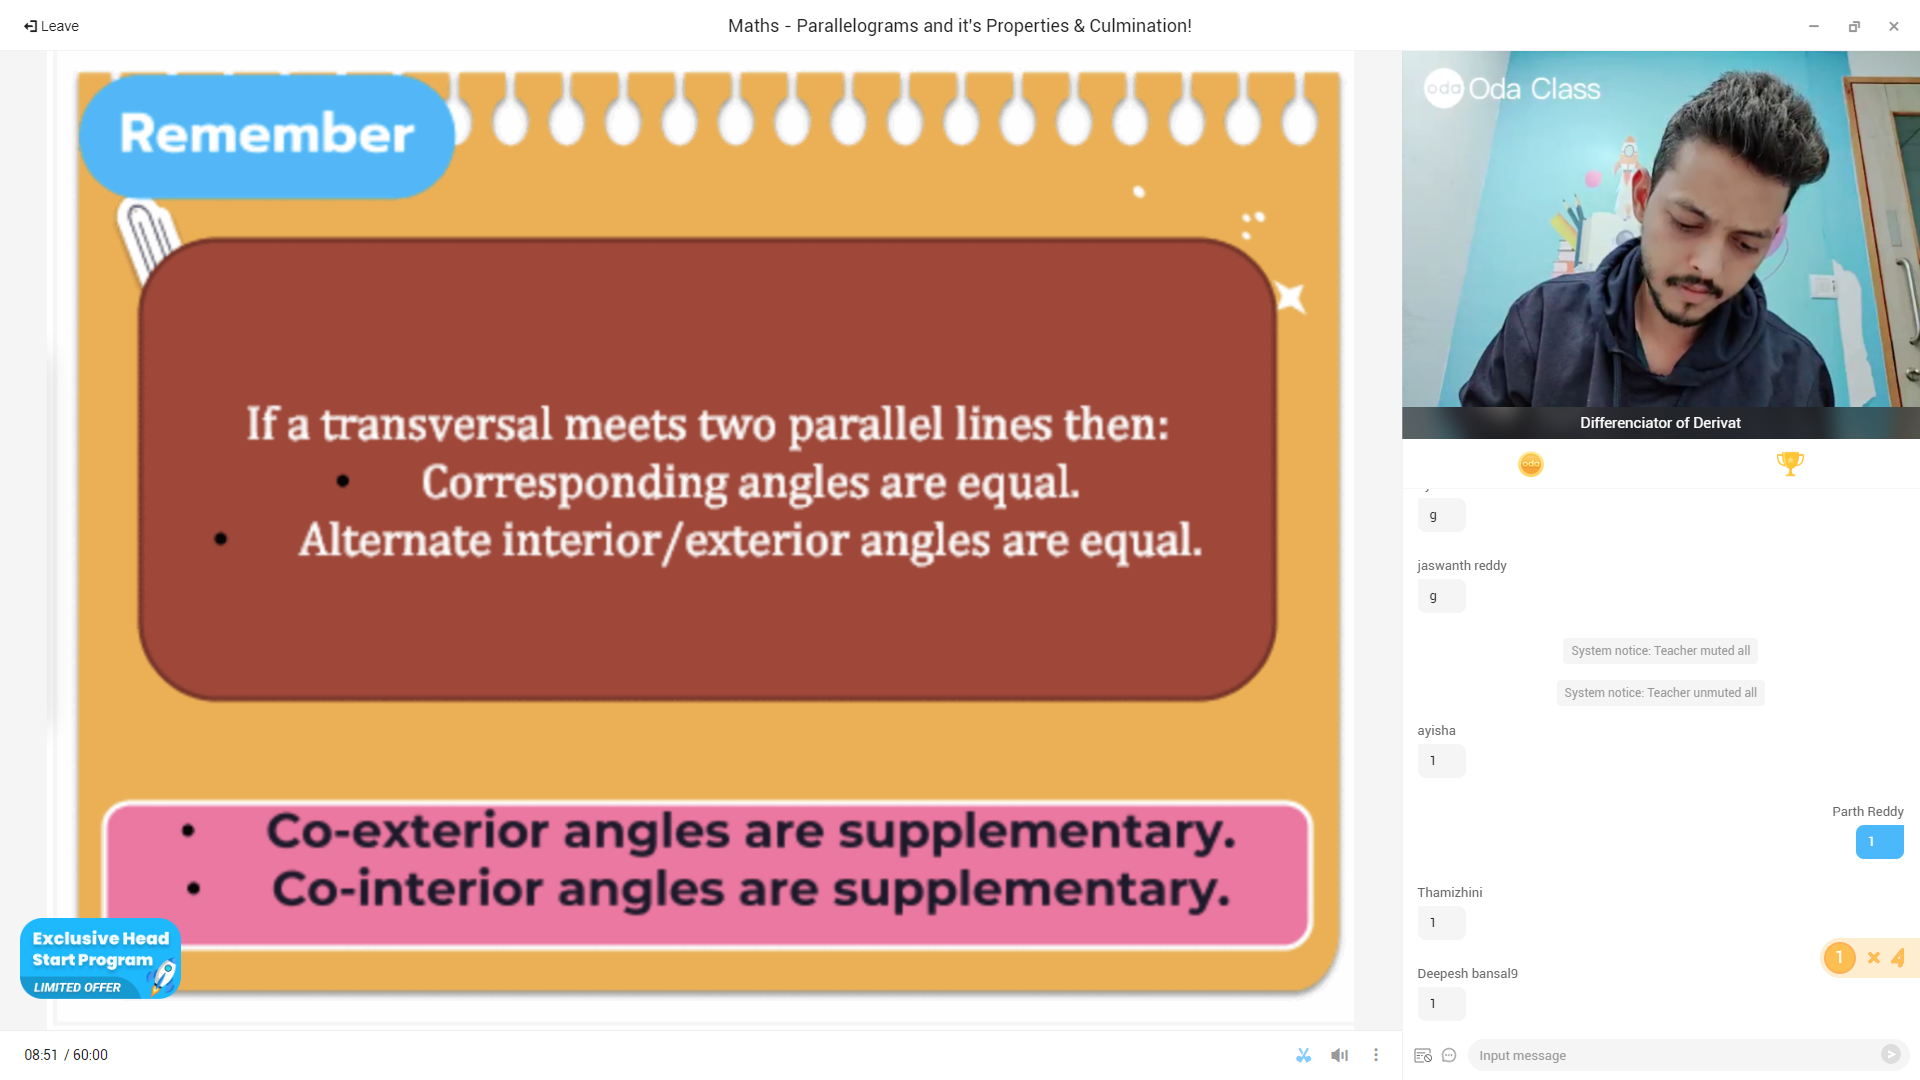 Leave
Maths - Parallelograms and it's Properties & Culmination!
Remember
If a transversal meets two parallel lines then:
• Corresponding angles are equal.
• Alternate interior/exterior angles are equal.
• Co-exterior angles are supplementary.
• Co-interior angles are supplementary.
Exclusive Head
Start Program
LIMITED OFFER
08:51 / 60:00
oda Oda Class
Differenciator of Derivat
oda
g
jaswanth reddy
g
System notice: Teacher muted all
System notice: Teacher unmuted all
ayisha
1
Parth Reddy
1
Thamizhini
1
1 × 4
Deepesh bansal9
1
Input message